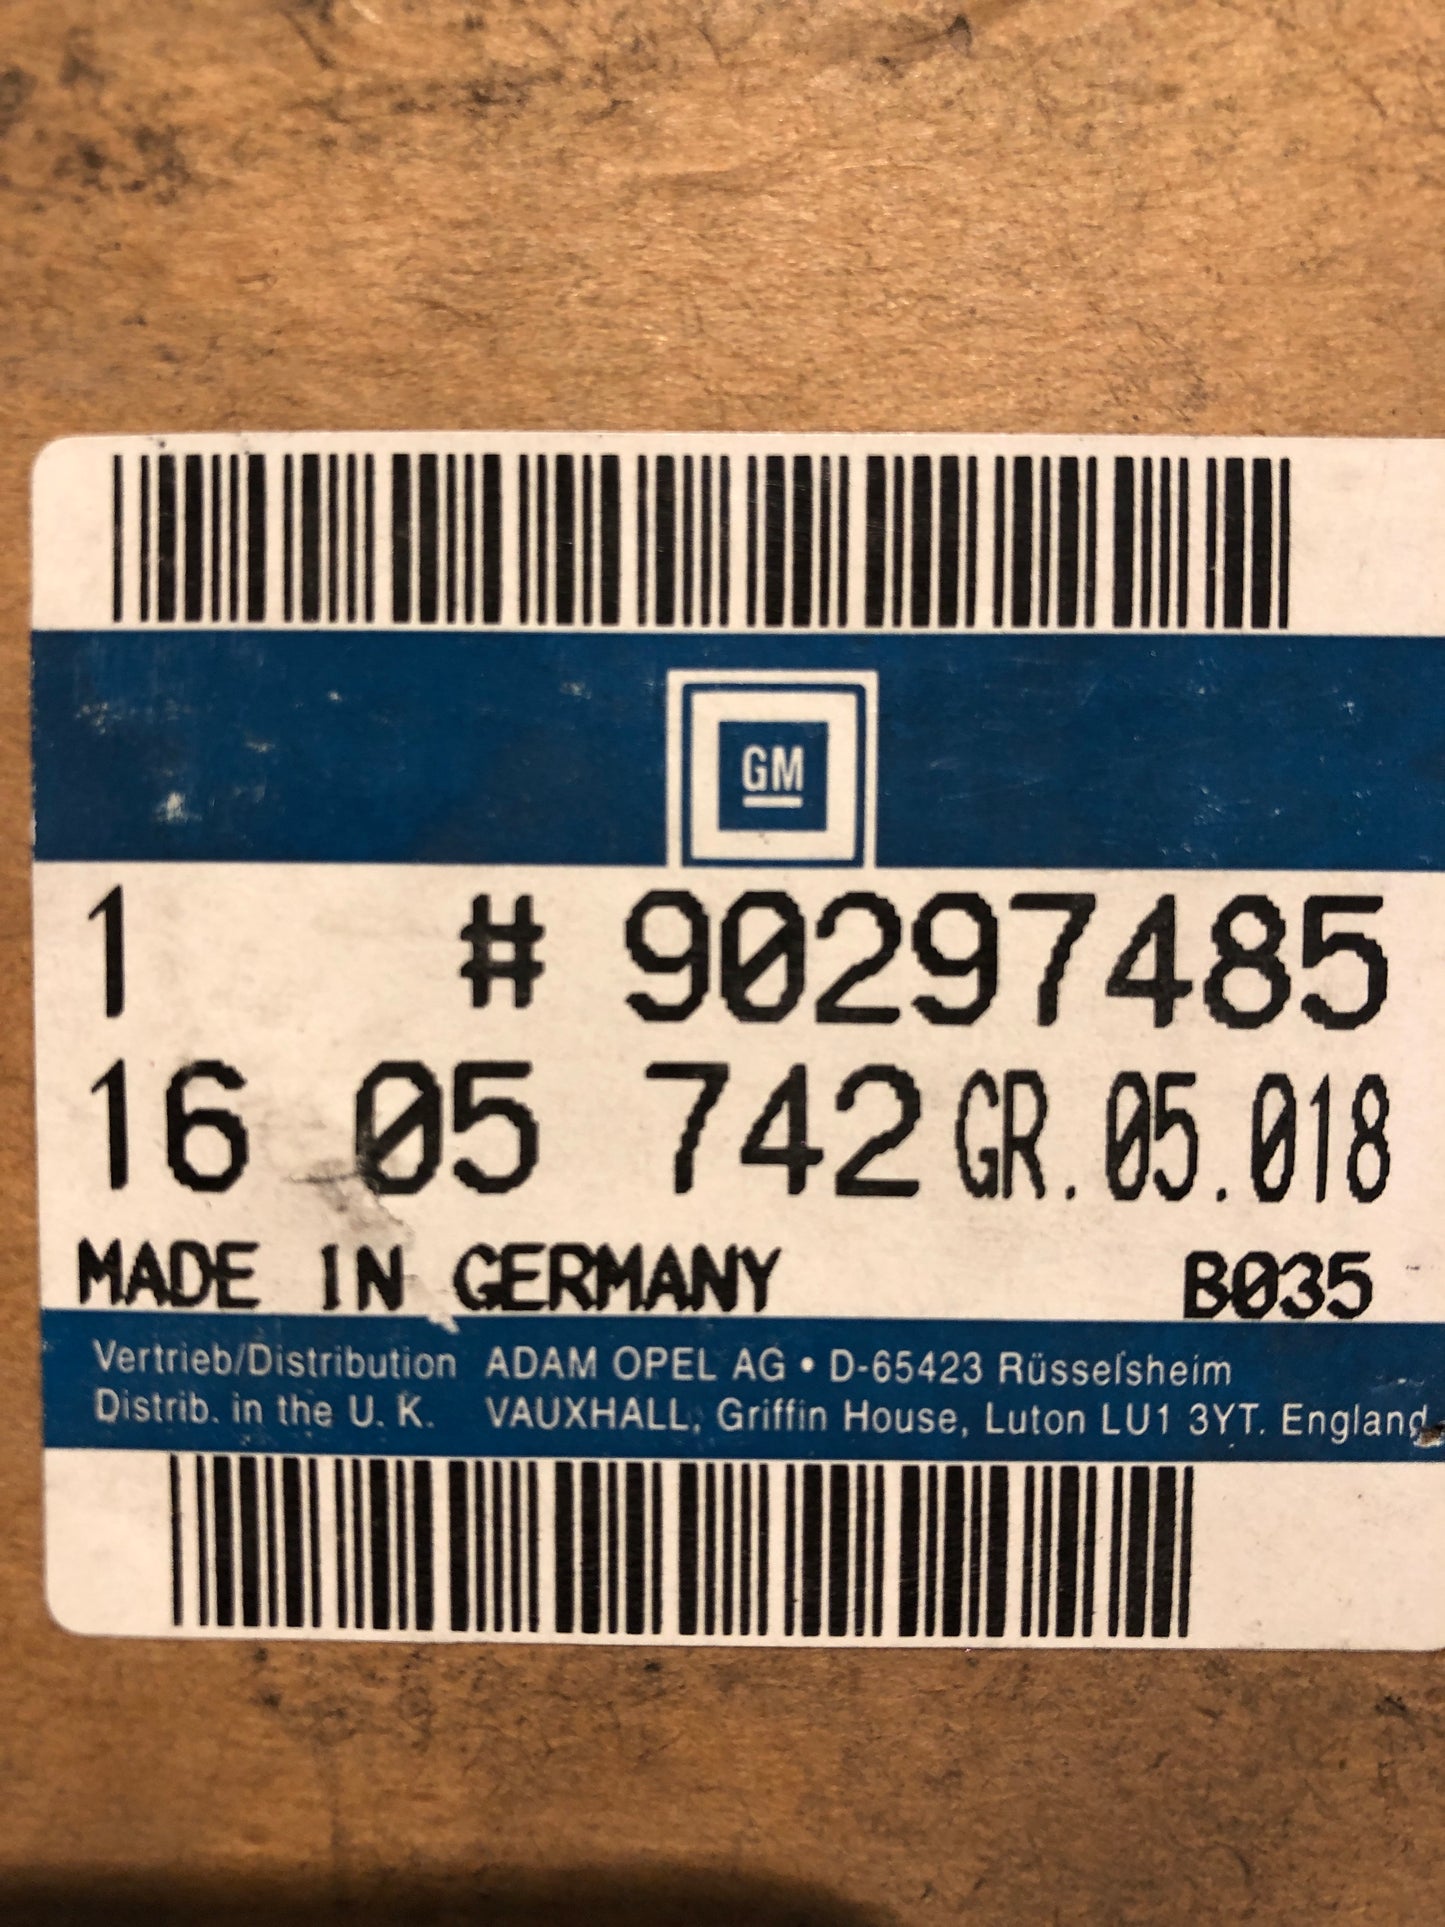 GM
1 # 90297485
16 05 742 GR. 05. 018
MADE IN GERMANY B035
Vertrieb/Distribution ADAM OPEL AG • D-65423 Rüsselsheim
Distrib. in the U. K. VAUXHALL, Griffin House, Luton LU1 3YT. England